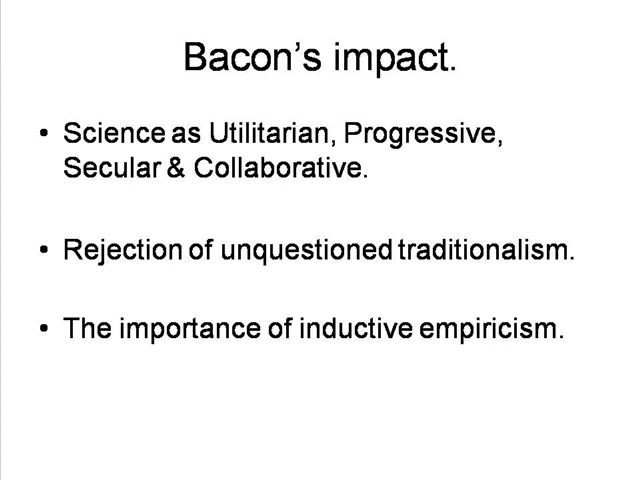 Bacon's impact.
• Science as Utilitarian, Progressive,
Secular & Collaborative.
• Rejection of unquestioned traditionalism.
• The importance of inductive empiricism.